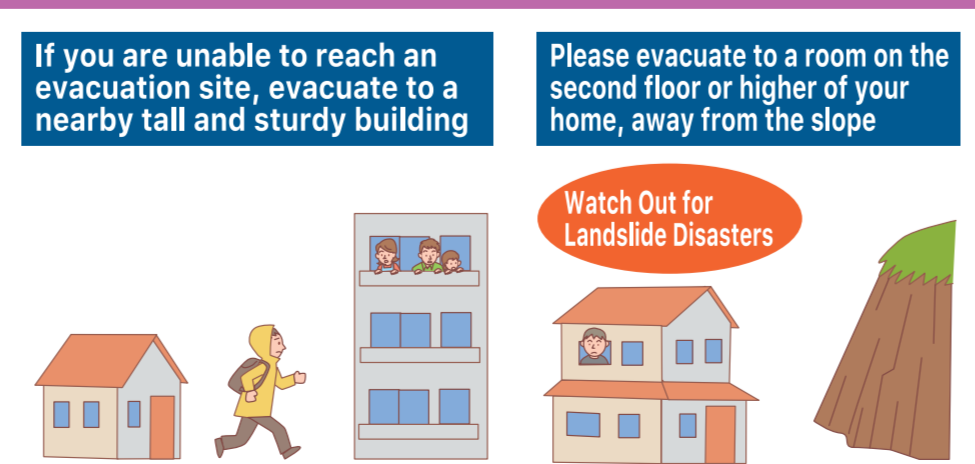 If you are unable to reach an
evacuation site, evacuate to a
nearby tall and sturdy building
Please evacuate to a room on the
second floor or higher of your
home, away from the slope
Watch Out for
Landslide Disasters